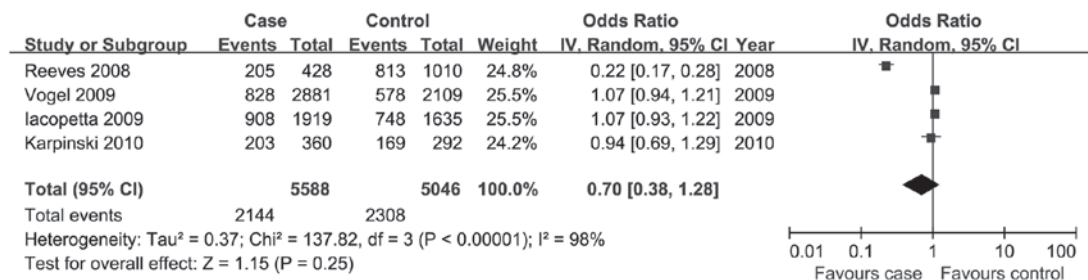 Case Control Odds Ratio Odds Ratio
Study or Subgroup Events Total Events Total Weight IV, Random, 95% CI Year IV, Random, 95% CI
Reeves 2008 205 428 813 1010 24.8% 0.22 [0.17, 0.28] 2008
Vogel 2009 828 2881 578 2109 25.5% 1.07 [0.94, 1.21] 2009
Iacopetta 2009 908 1919 748 1635 25.5% 1.07 [0.93, 1.22] 2009
Karpinski 2010 203 360 169 292 24.2% 0.94 [0.69, 1.29] 2010
Total (95% CI) 5588 5046 100.0% 0.70 [0.38, 1.28]
Total events 2144 2308
Heterogeneity: Tau² = 0.37; Chi² = 137.82, df = 3 (P < 0.00001); I² = 98%
Test for overall effect: Z = 1.15 (P = 0.25)
0.01 0.1 1 10 100
Favours case Favours control